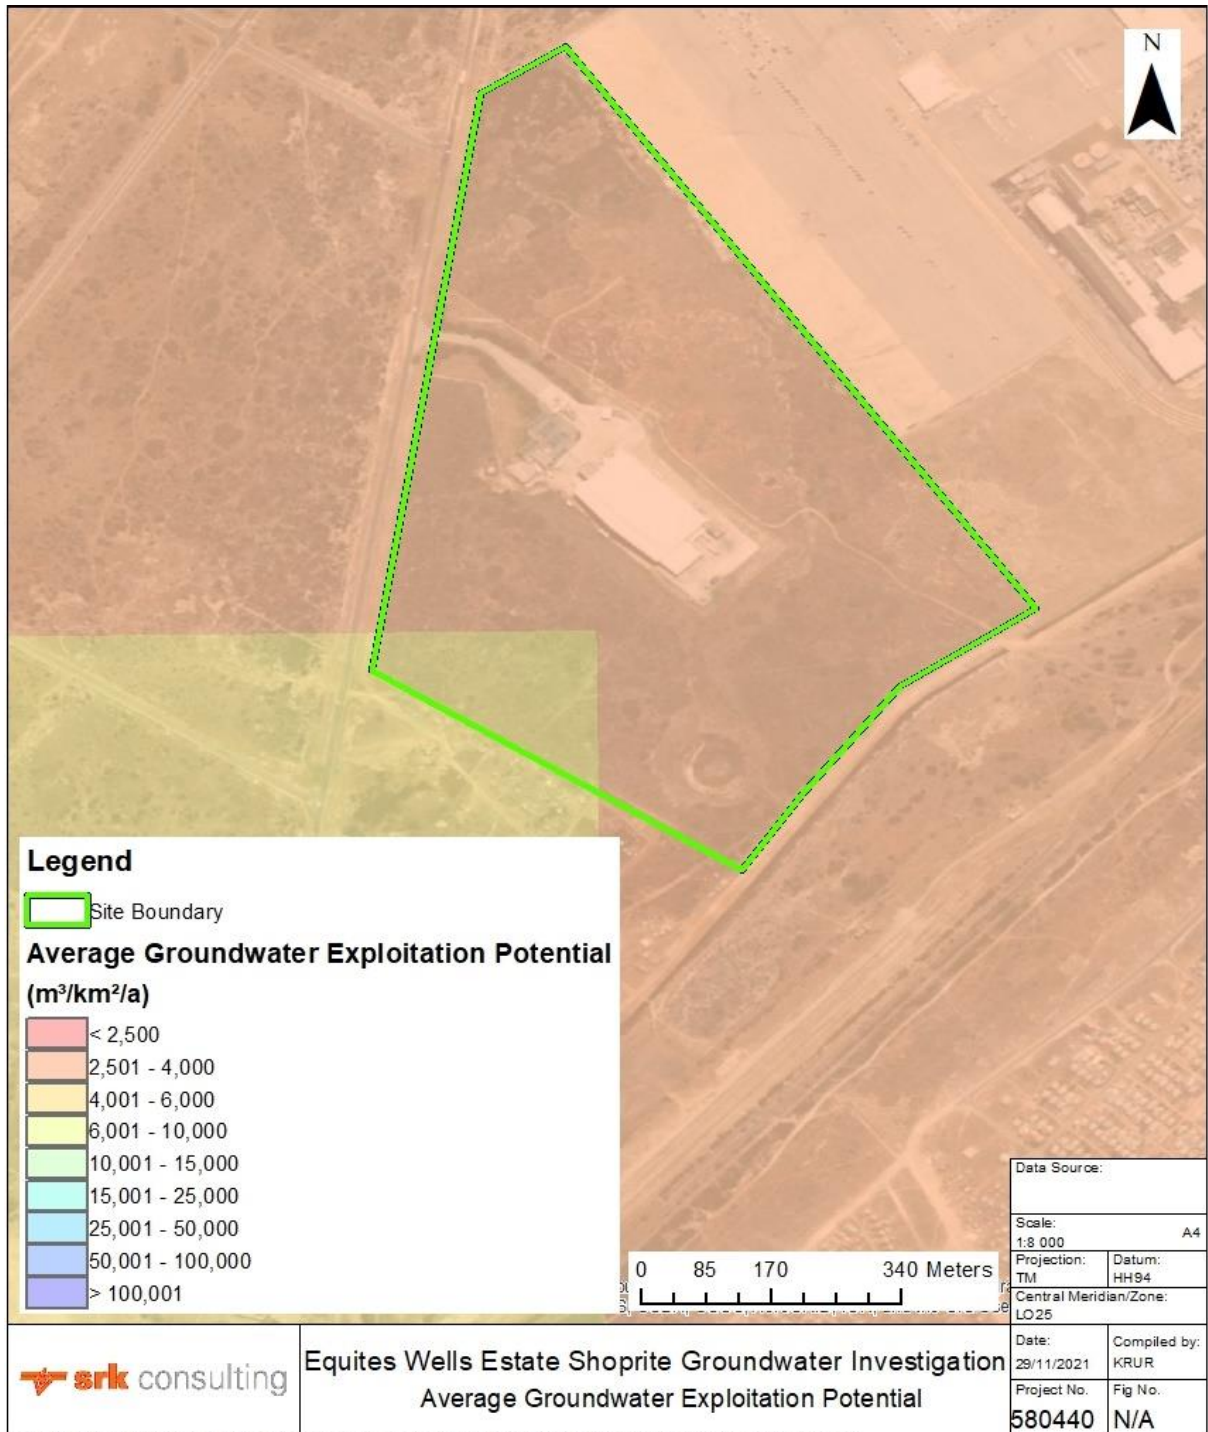 N
Legend
Site Boundary
Average Groundwater Exploitation Potential
(m³/km²/a)
< 2,500
2,501 - 4,000
4,001 - 6,000
6,001 - 10,000
10,001 - 15,000
15,001 - 25,000
25,001 - 50,000
50,001 - 100,000
> 100,001
0 85 170 340 Meters
Data Source:
Scale:
1:8 000
A4
Projection:
TM
Datum:
HH94
Central Meridian/Zone:
LO25
Date:
29/11/2021
Compiled by:
KRUR
Project No.
580440
Fig No.
N/A
srk consulting
Equites Wells Estate Shoprite Groundwater Investigation
Average Groundwater Exploitation Potential